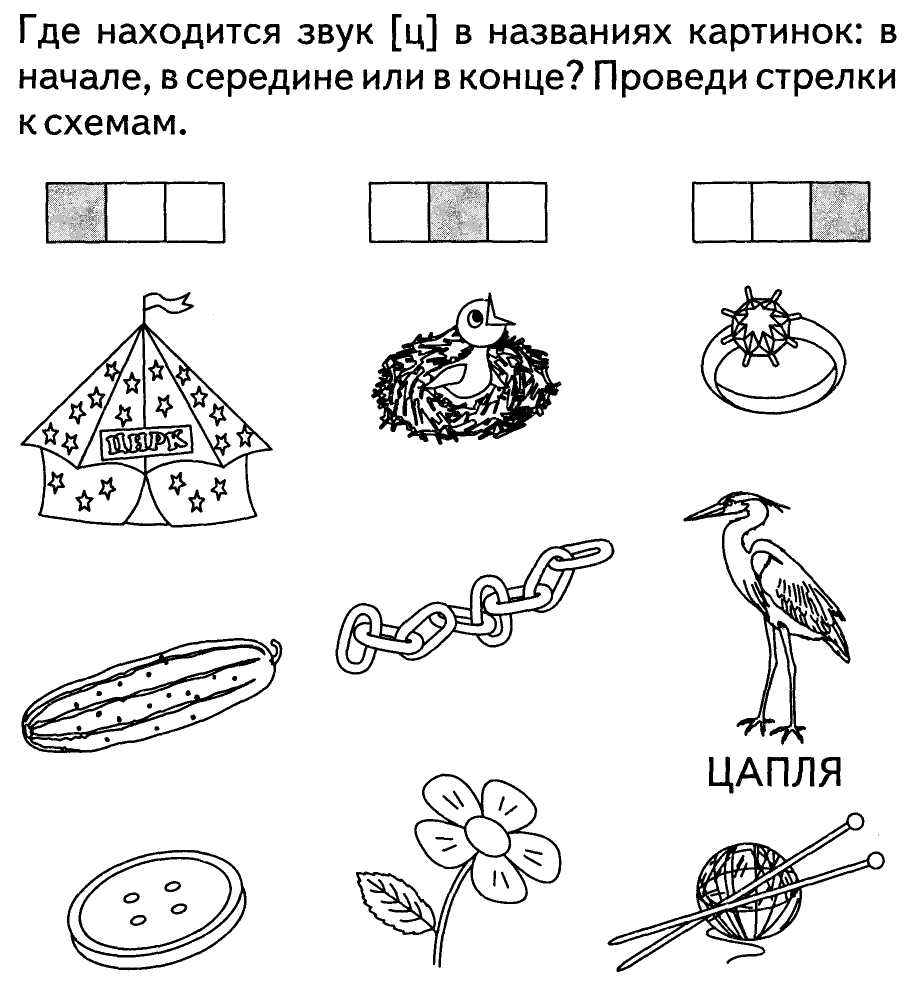 Где находится звук [ц] в названиях картинок: в
начале, в середине или в конце? Проведи стрелки
к схемам.
ЦИРК
ЦАПЛЯ